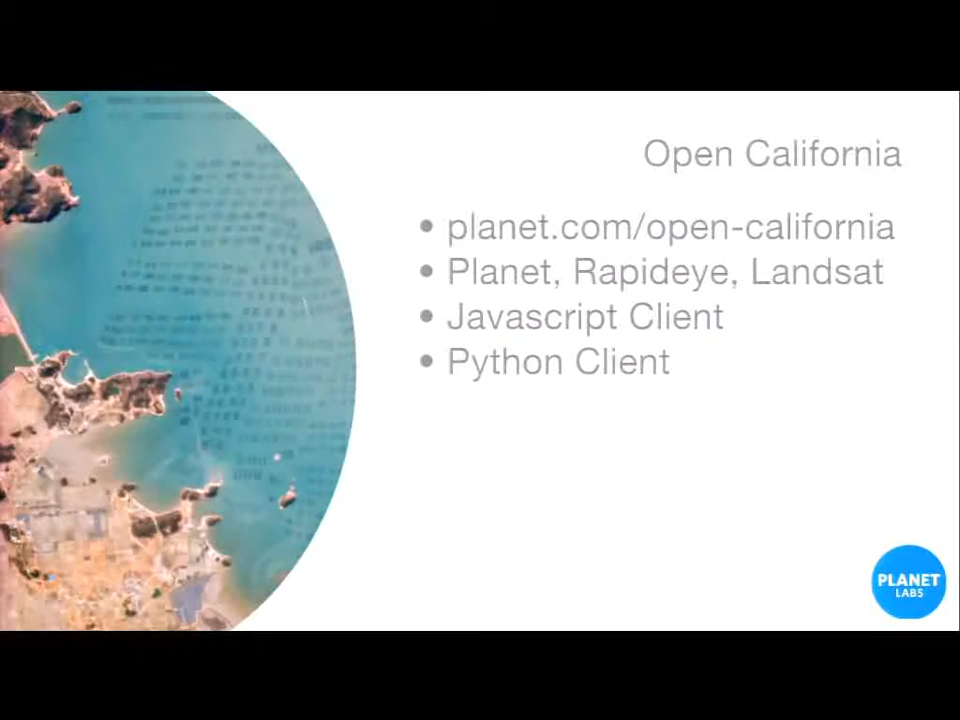 Open California
• planet.com/open-california
• Planet, Rapideye, Landsat
• Javascript Client
• Python Client
PLANET
LABS